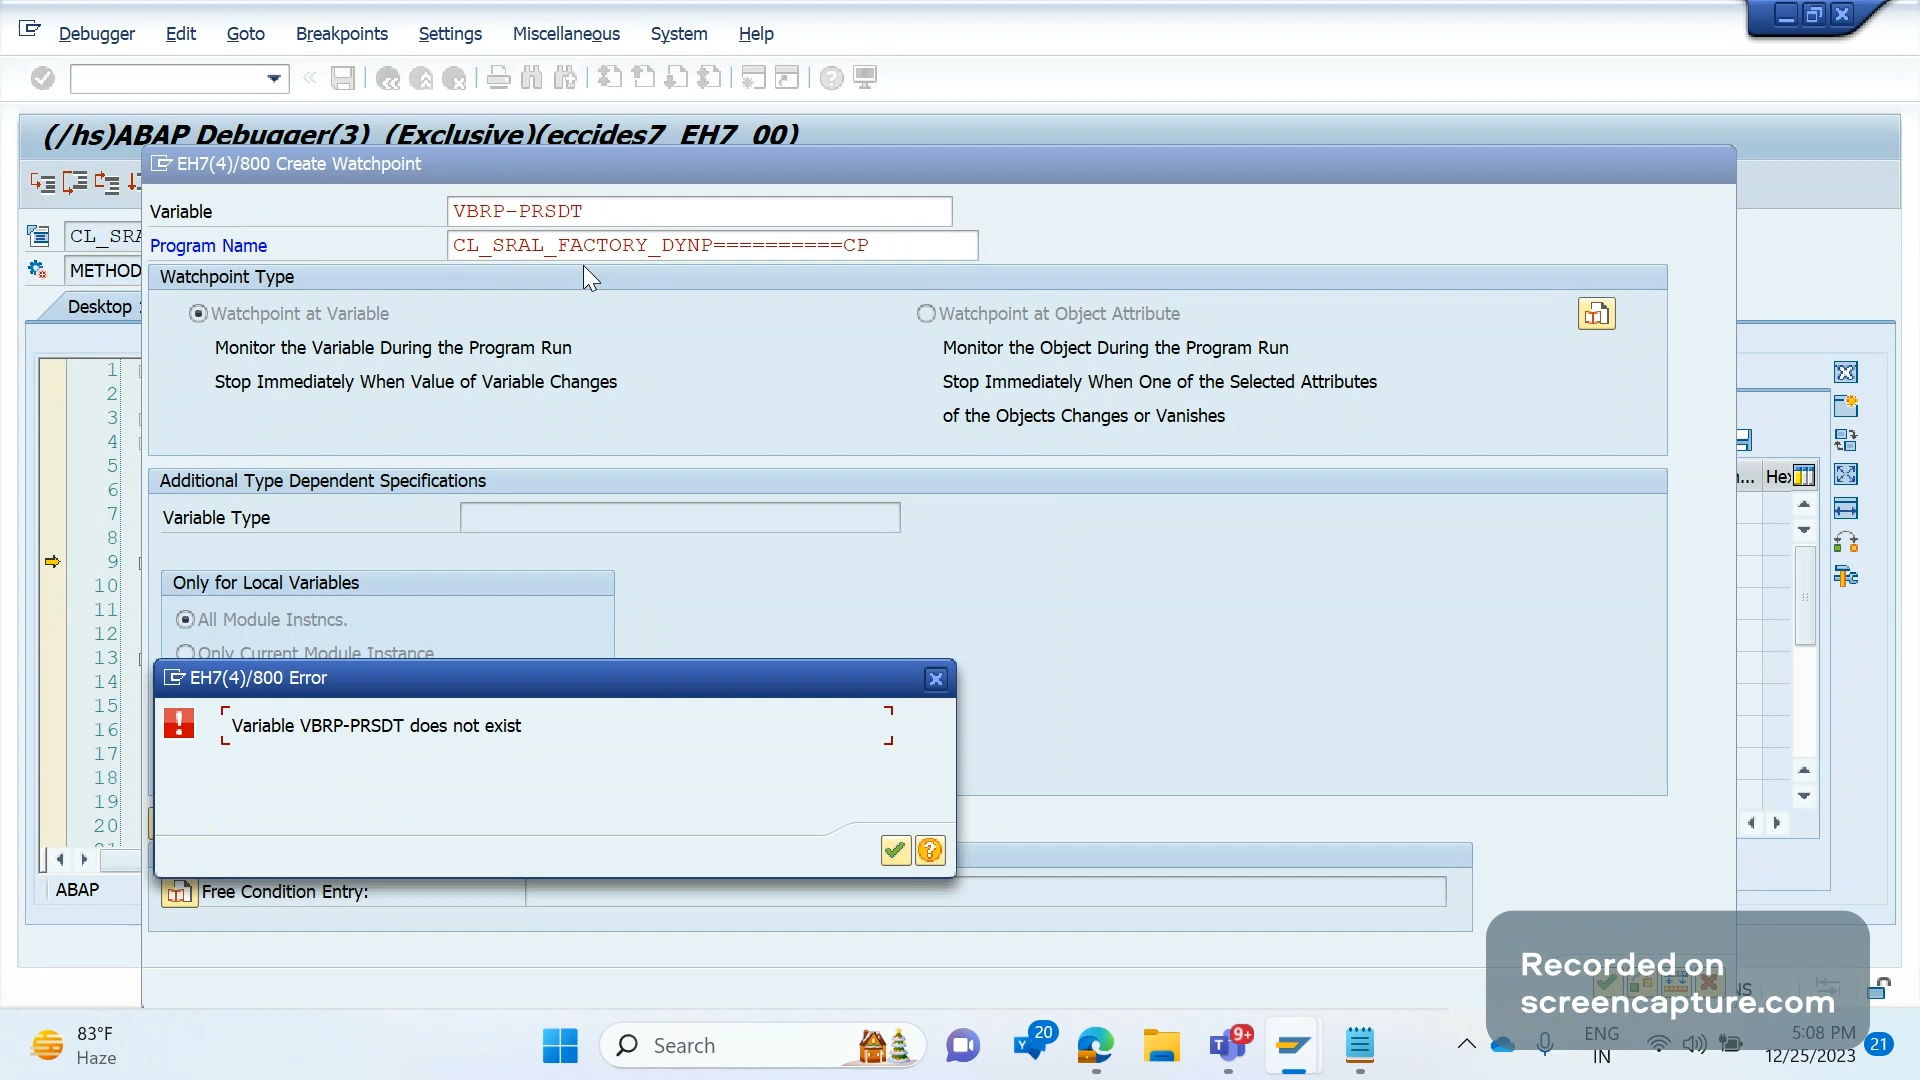 Debugger Edit Goto Breakpoints Settings Miscellaneous System Help
(/hs)ABAP Debugger(3) (Exclusive)(eccides7_EH7_00)
EH7(4)/800 Create Watchpoint
Variable VBRP-PRSDT
CL_SRA
Program Name CL_SRAL_FACTORY_DYNP==========CP
METHOD
Watchpoint Type
Desktop
Watchpoint at Variable
Watchpoint at Object Attribute
Monitor the Variable During the Program Run
Monitor the Object During the Program Run
Stop Immediately When Value of Variable Changes
Stop Immediately When One of the Selected Attributes
of the Objects Changes or Vanishes
1
2
3
4
5
6
7
8
9
10
11
12
13
14
15
16
17
18
19
20
Additional Type Dependent Specifications
Hex
Variable Type
Only for Local Variables
All Module Instncs.
Only Current Module Instance
EH7(4)/800 Error
Variable VBRP-PRSDT does not exist
ABAP
Free Condition Entry:
Recorded on
screencapture.com
83°F
Haze
Search
20
9+
ENG
IN
5:08 PM
12/25/2023
21